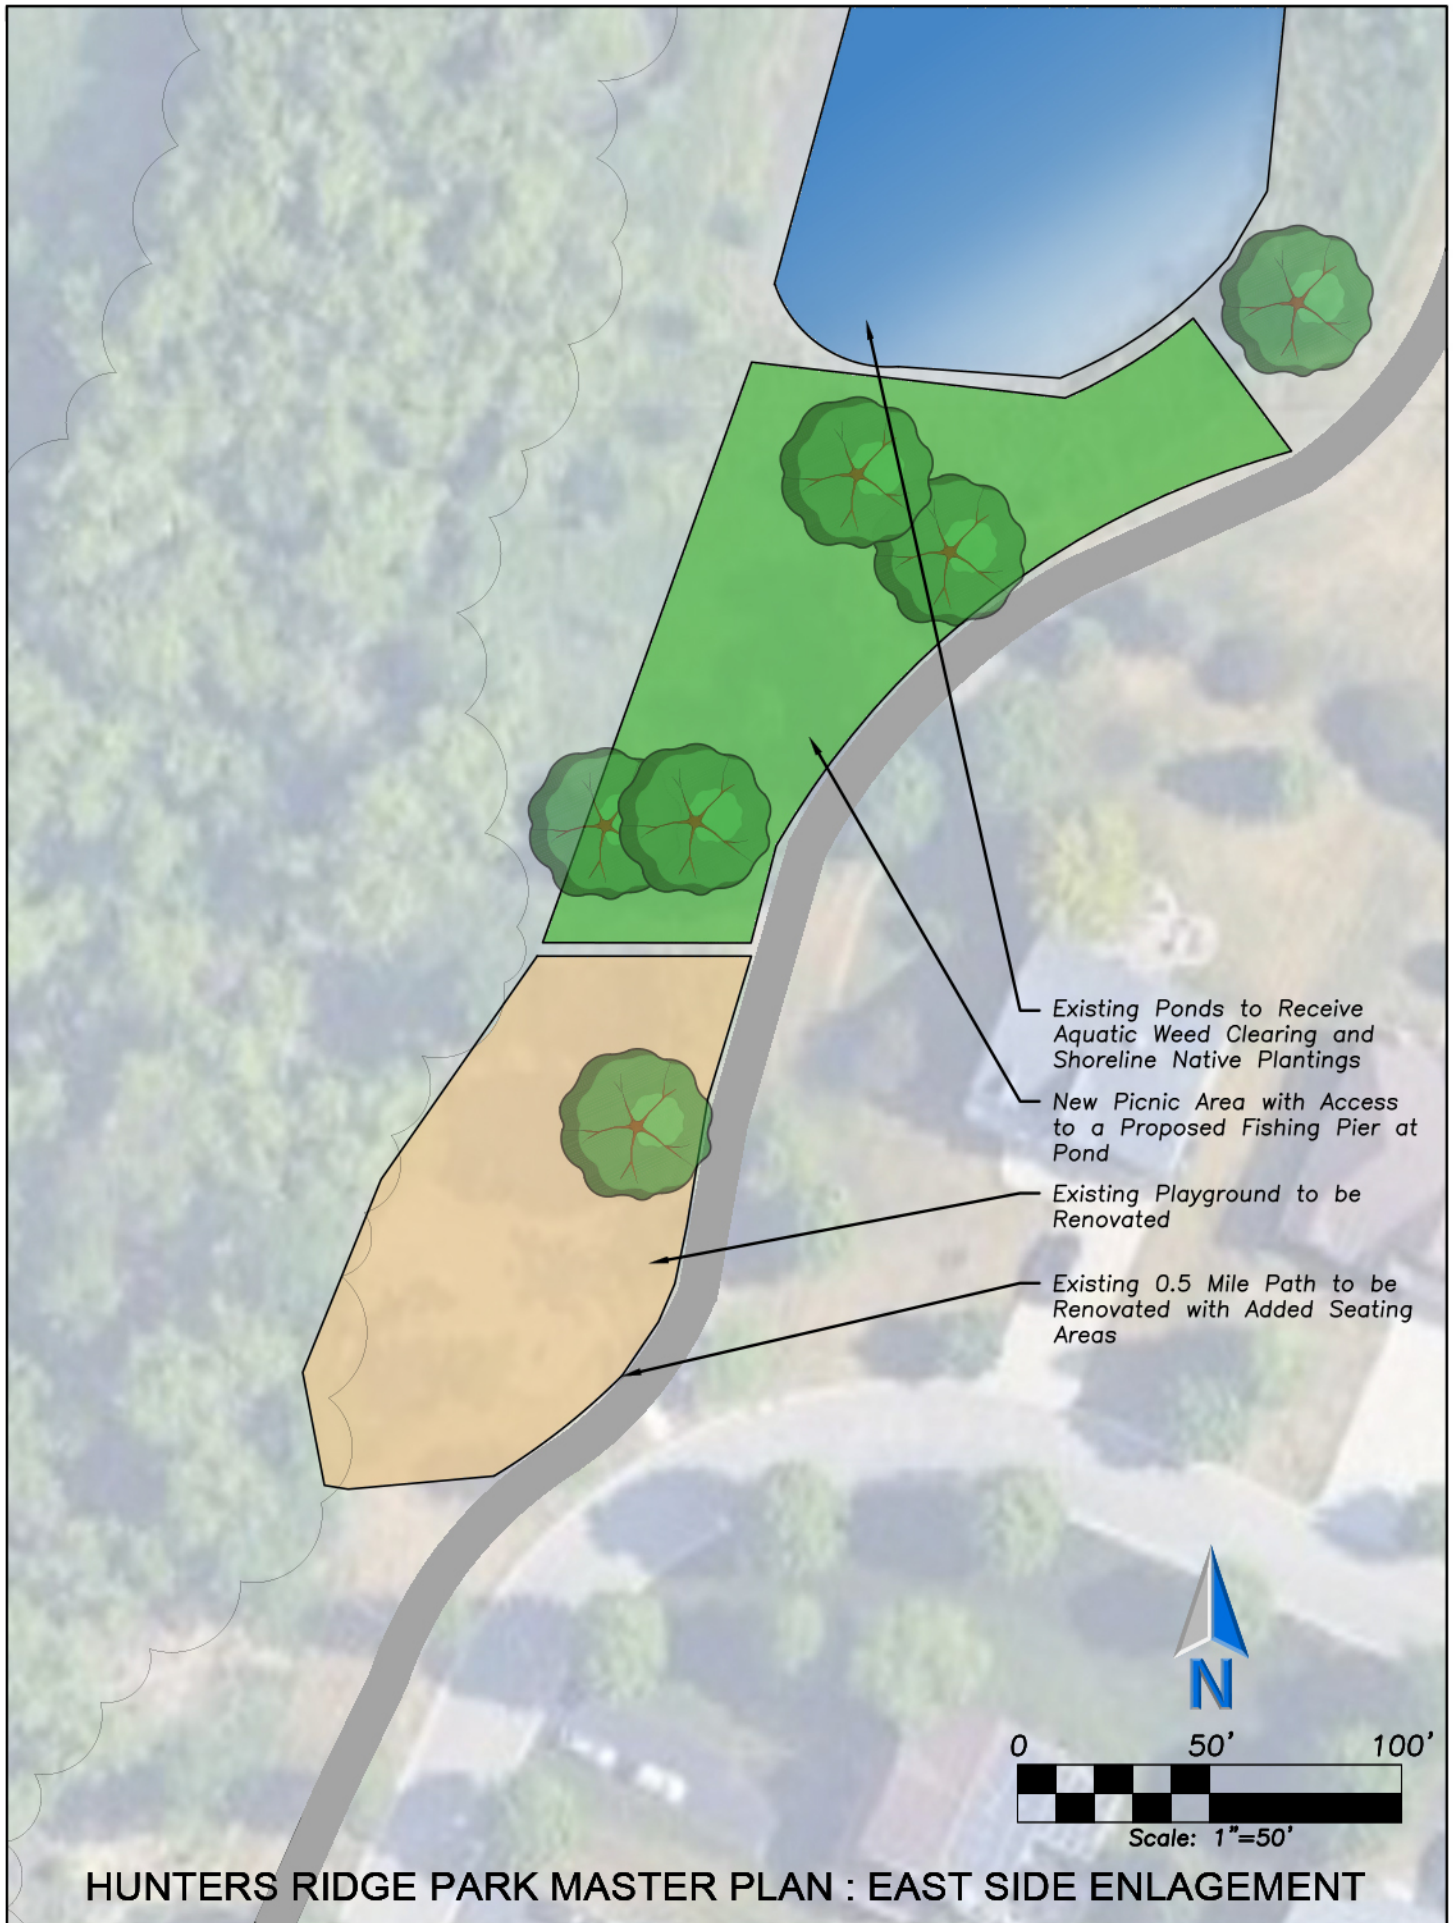 Existing Ponds to Receive
Aquatic Weed Clearing and
Shoreline Native Plantings
New Picnic Area with Access
to a Proposed Fishing Pier at
Pond
Existing Playground to be
Renovated
Existing 0.5 Mile Path to be
Renovated with Added Seating
Areas
N
0 50' 100'
Scale: 1"=50'
HUNTERS RIDGE PARK MASTER PLAN : EAST SIDE ENLAGEMENT